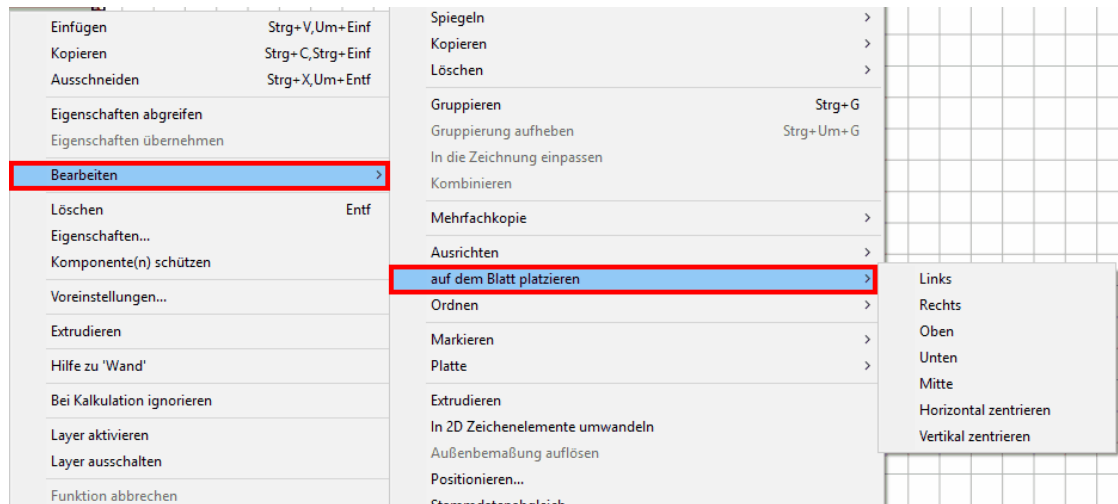 Einfügen Strg+V,Um+Einf
Kopieren Strg+C,Strg+Einf
Ausschneiden Strg+X,Um+Entf
Eigenschaften abgreifen
Eigenschaften übernehmen
Bearbeiten
Löschen Entf
Eigenschaften...
Komponente(n) schützen
Voreinstellungen...
Extrudieren
Hilfe zu 'Wand'
Bei Kalkulation ignorieren
Layer aktivieren
Layer ausschalten
Funktion abbrechen
Spiegeln
Kopieren
Löschen
Gruppieren Strg+G
Gruppierung aufheben Strg+Um+G
In die Zeichnung einpassen
Kombinieren
Mehrfachkopie
Ausrichten
auf dem Blatt platzieren
Ordnen
Markieren
Platte
Extrudieren
In 2D Zeichenelemente umwandeln
Außenbemaßung auflösen
Positionieren...
Links
Rechts
Oben
Unten
Mitte
Horizontal zentrieren
Vertikal zentrieren